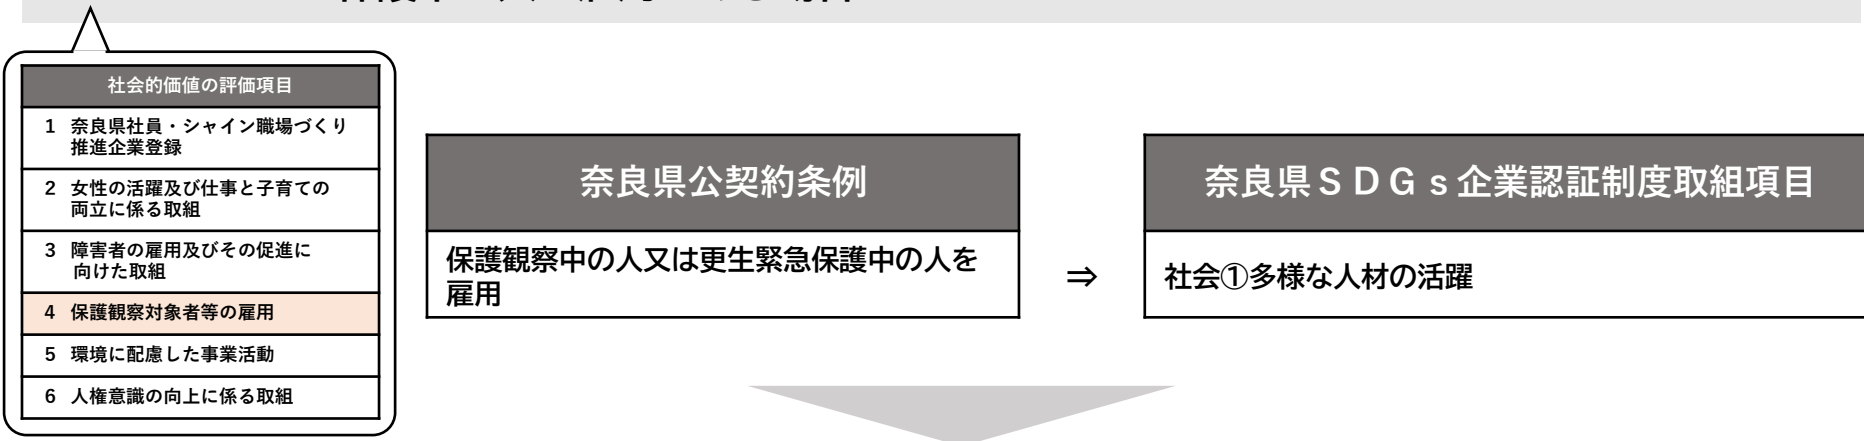 社会的価値の評価項目
1 奈良県社員・シャイン職場づくり
推進企業登録
2 女性の活躍及び仕事と子育ての
両立に係る取組
3 障害者の雇用及びその促進に
向けた取組
4 保護観察対象者等の雇用
5 環境に配慮した事業活動
6 人権意識の向上に係る取組
奈良県公契約条例
保護観察中の人又は更生緊急保護中の人を
雇用
⇒
奈良県ＳＤＧｓ企業認証制度取組項目
社会①多様な人材の活躍